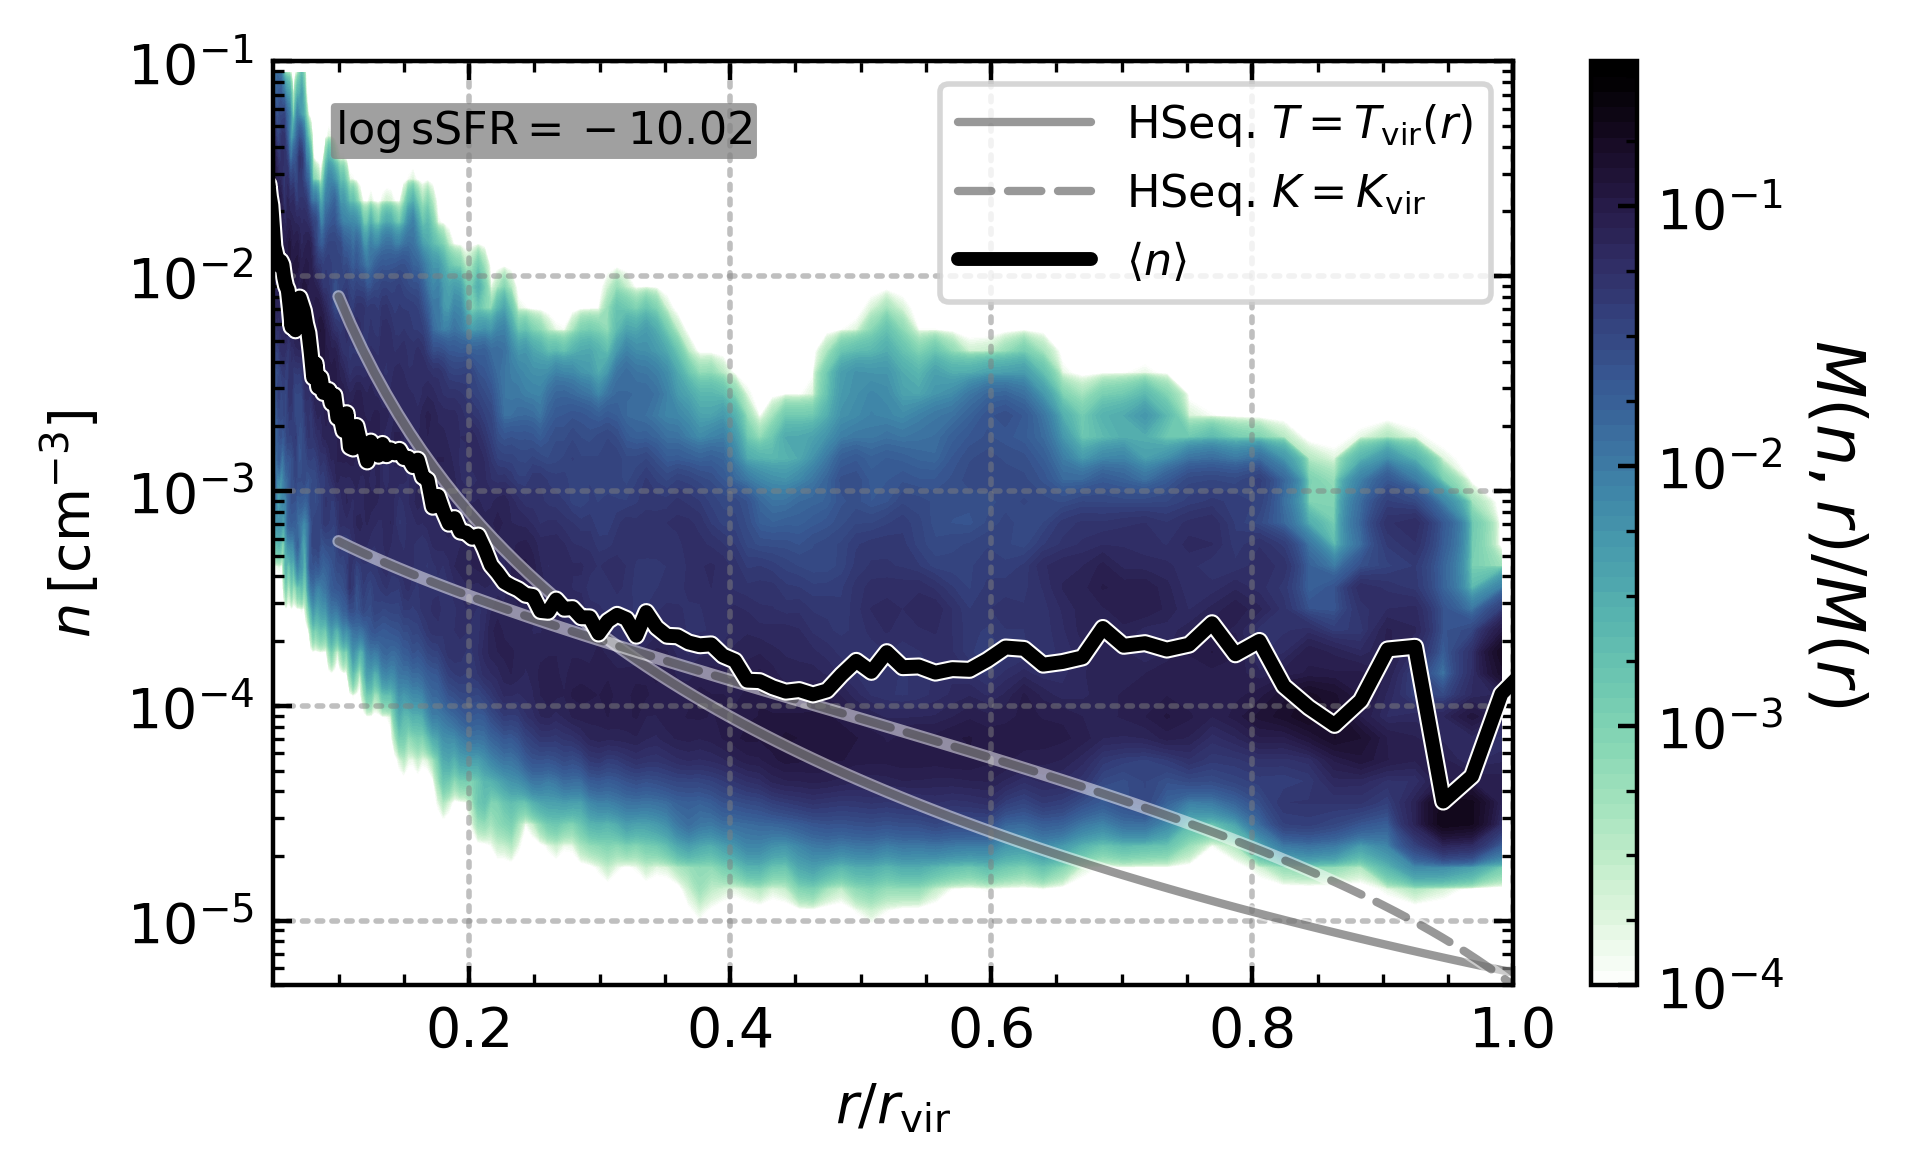 log sSFR = −10.02
HSeq. T = T_vir(r)
HSeq. K = K_vir
⟨n⟩
n [cm⁻³]
10⁻¹
10⁻²
10⁻³
10⁻⁴
10⁻⁵
0.2 0.4 0.6 0.8 1.0
r/r_vir
10⁻¹
10⁻²
10⁻³
10⁻⁴
M(n, r)/M(r)